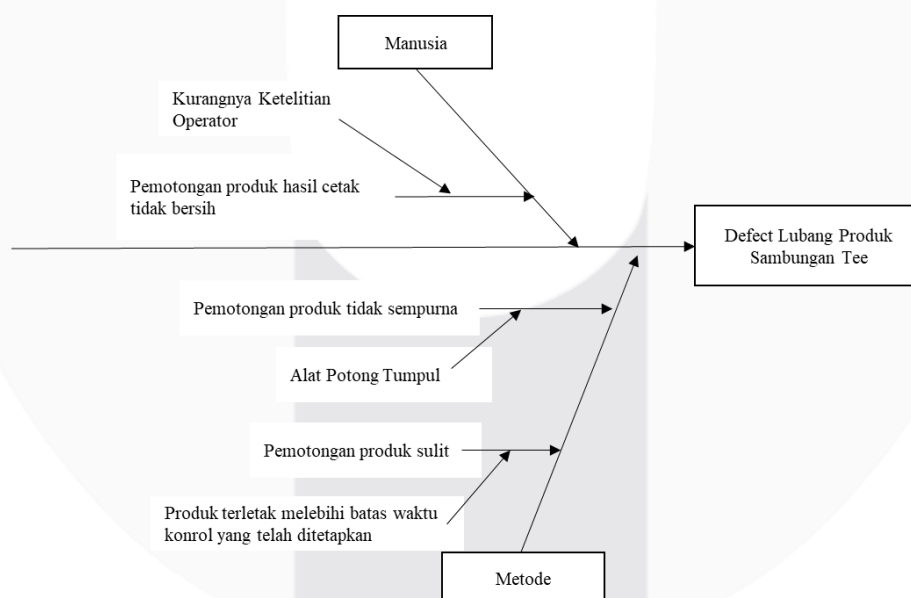 Manusia
Kurangnya Ketelitian
Operator
Pemotongan produk hasil cetak
tidak bersih
Defect Lubang Produk
Sambungan Tee
Pemotongan produk tidak sempurna
Alat Potong Tumpul
Pemotongan produk sulit
Produk terletak melebihi batas waktu
konrol yang telah ditetapkan
Metode